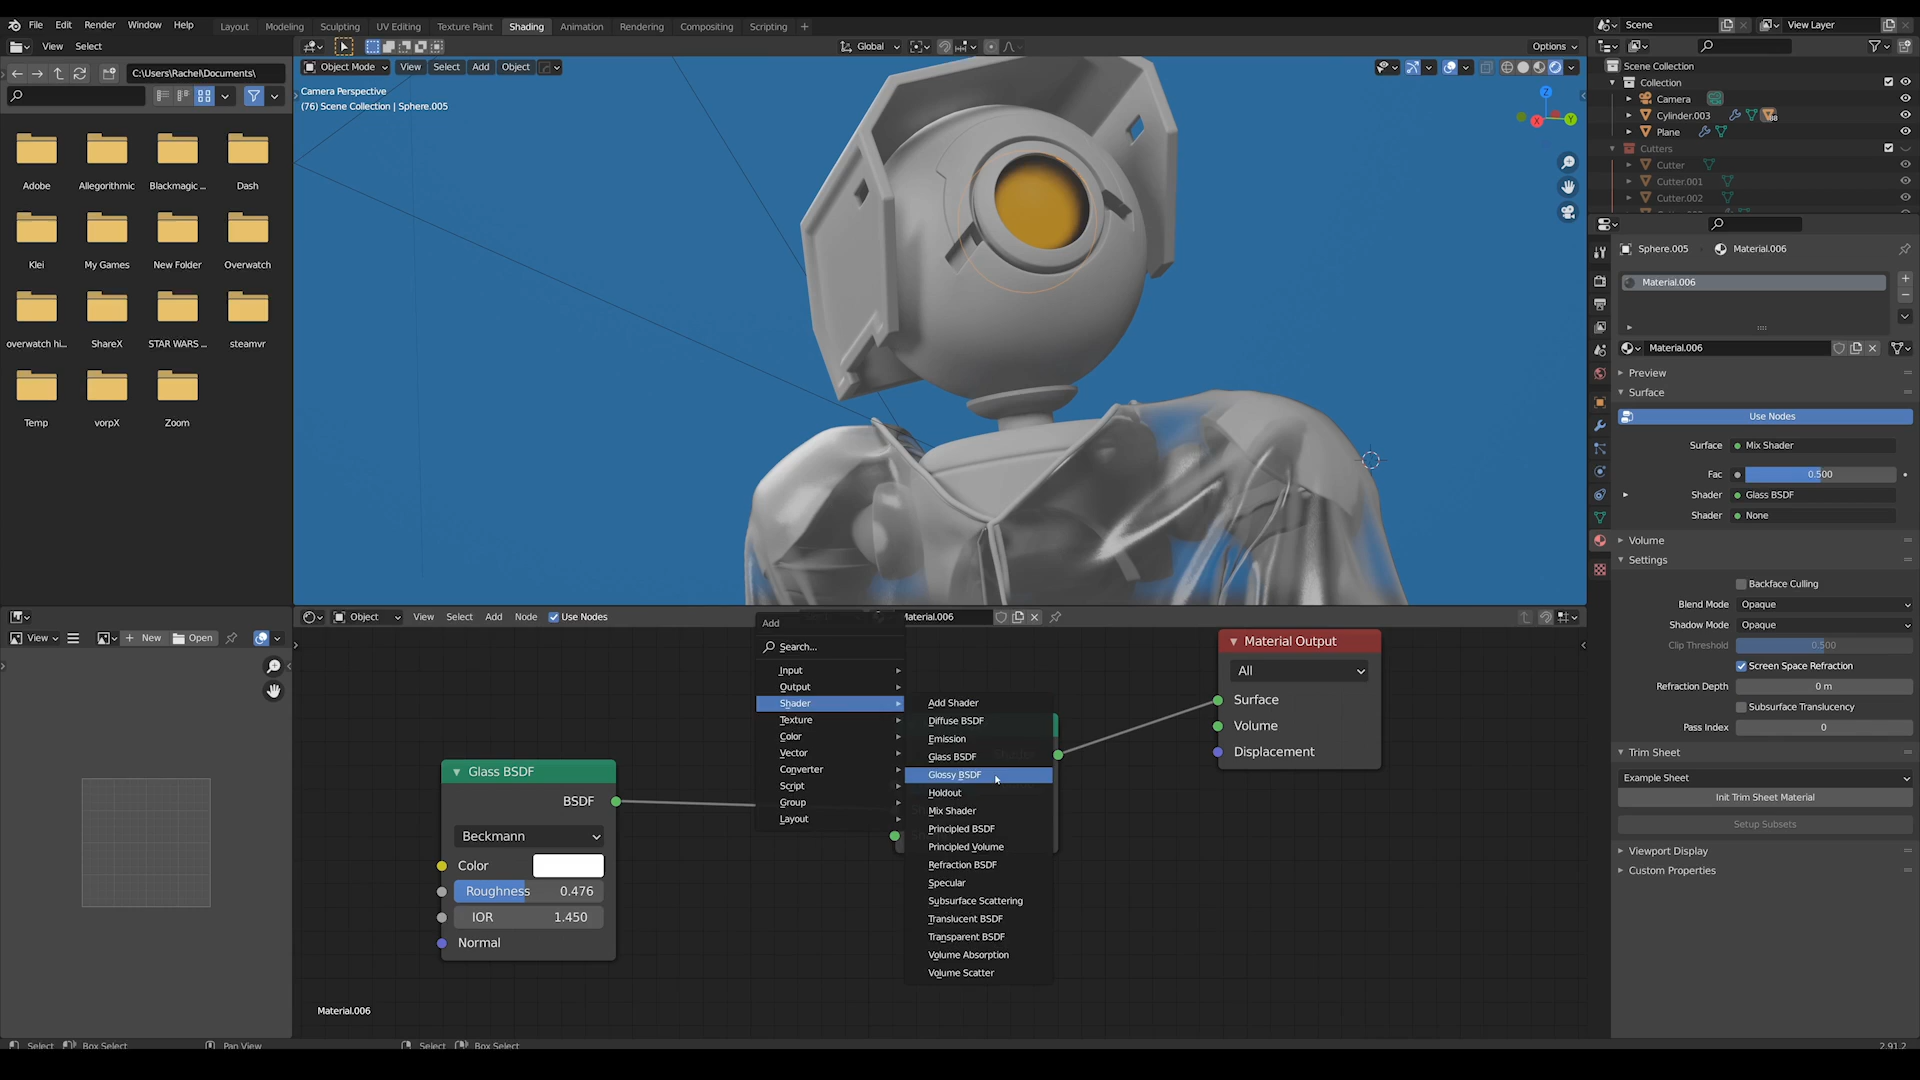 File Edit Render Window Help
Layout Modeling Sculpting UV Editing Texture Paint Shading Animation Rendering Compositing Scripting +
Scene
View Layer
View Select
Global
Options
C:\Users\Rachel\Documents\
Object Mode View Select Add Object
Camera Perspective
(76) Scene Collection | Sphere.005
Z
X
Y
Adobe
Allegorithmic
Blackmagic ...
Dash
Klei
My Games
New Folder
Overwatch
overwatch hi...
ShareX
STAR WARS ...
steamvr
Temp
vorpX
Zoom
Scene Collection
Collection
Camera
Cylinder.003
Plane
Cutters
Cutter
Cutter.001
Cutter.002
Sphere.005 Material.006
Material.006
Material.006
Preview
Surface
Use Nodes
Surface Mix Shader
Fac 0.500
Shader Glass BSDF
Shader None
Volume
Settings
Backface Culling
Blend Mode Opaque
Shadow Mode Opaque
Clip Threshold 0.500
Screen Space Refraction
Refraction Depth 0 m
Subsurface Translucency
Pass Index 0
Trim Sheet
Example Sheet
Init Trim Sheet Material
Setup Subsets
Viewport Display
Custom Properties
View New Open
Object View Select Add Node Use Nodes
Material.006
Add
Search...
Input
Output
Shader
Texture
Color
Vector
Converter
Script
Group
Layout
Add Shader
Diffuse BSDF
Emission
Glass BSDF
Glossy BSDF
Holdout
Mix Shader
Principled BSDF
Principled Volume
Refraction BSDF
Specular
Subsurface Scattering
Translucent BSDF
Transparent BSDF
Volume Absorption
Volume Scatter
Glass BSDF
BSDF
Beckmann
Color
Roughness 0.476
IOR 1.450
Normal
Material Output
All
Surface
Volume
Displacement
Material.006
Select Box Select Pan View Select Box Select
2.91.2